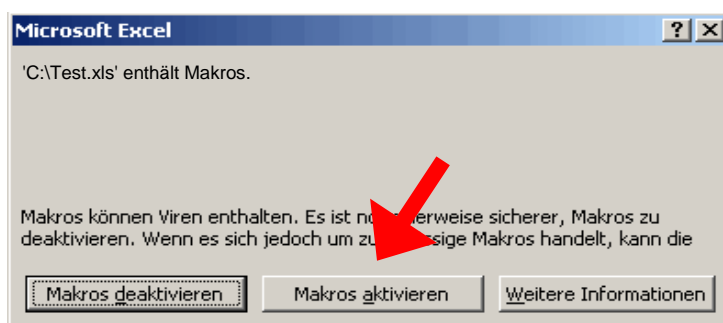 Microsoft Excel
'C:\Test.xls' enthält Makros.
Makros können Viren enthalten. Es ist sicherer, Makros zu
deaktivieren. Wenn es sich jedoch um Makros handelt, kann die
Makros deaktivieren
Makros aktivieren
Weitere Informationen